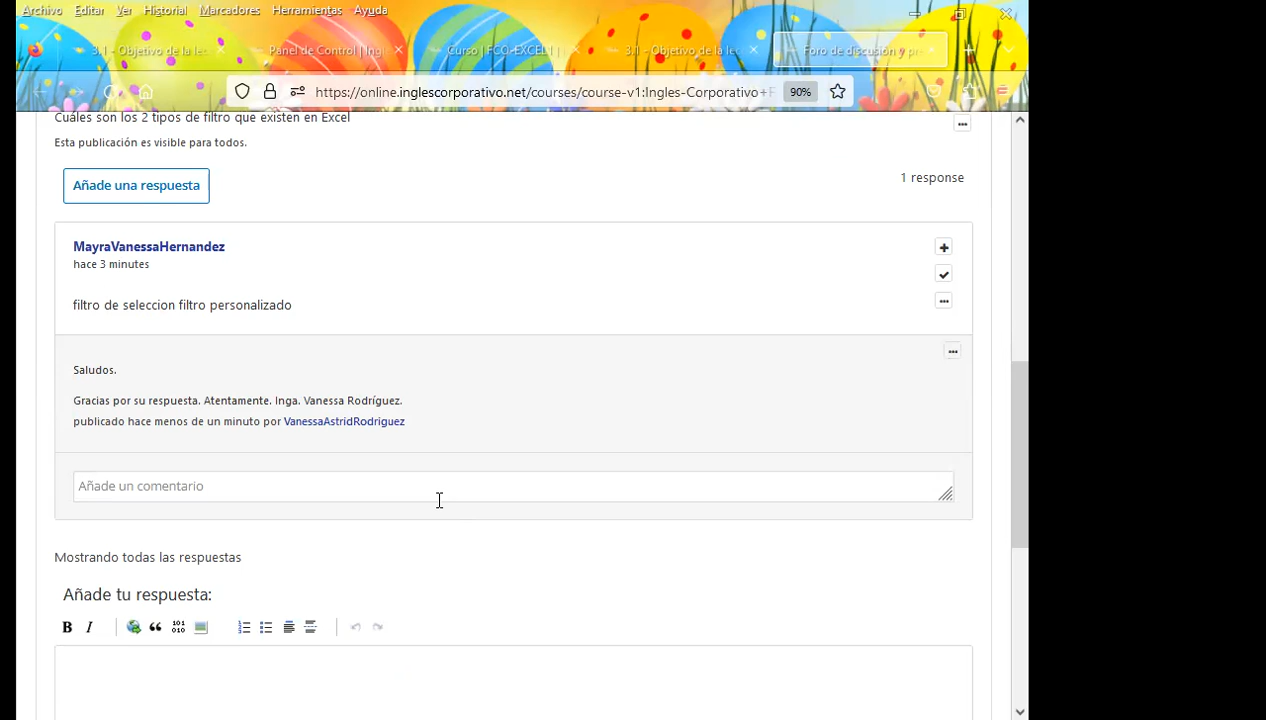 Archivo Editar Ver Historial Marcadores Herramientas Ayuda
3.1 - Objetivo de la lec Panel de Control | Ingl Curso | FCO-EXCEL1 | 3.1 - Objetivo de la lec Foro de discusión y pr
https://online.inglescorporativo.net/courses/course-v1:Ingles-Corporativo+F 90%
Cuáles son los 2 tipos de filtro que existen en Excel
Esta publicación es visible para todos.
Añade una respuesta
1 response
MayraVanessaHernandez
hace 3 minutos
filtro de seleccion filtro personalizado
Saludos.
Gracias por su respuesta. Atentamente. Inga. Vanessa Rodríguez.
publicado hace menos de un minuto por VanessaAstridRodriguez
Añade un comentario
Mostrando todas las respuestas
Añade tu respuesta:
B I 101 010